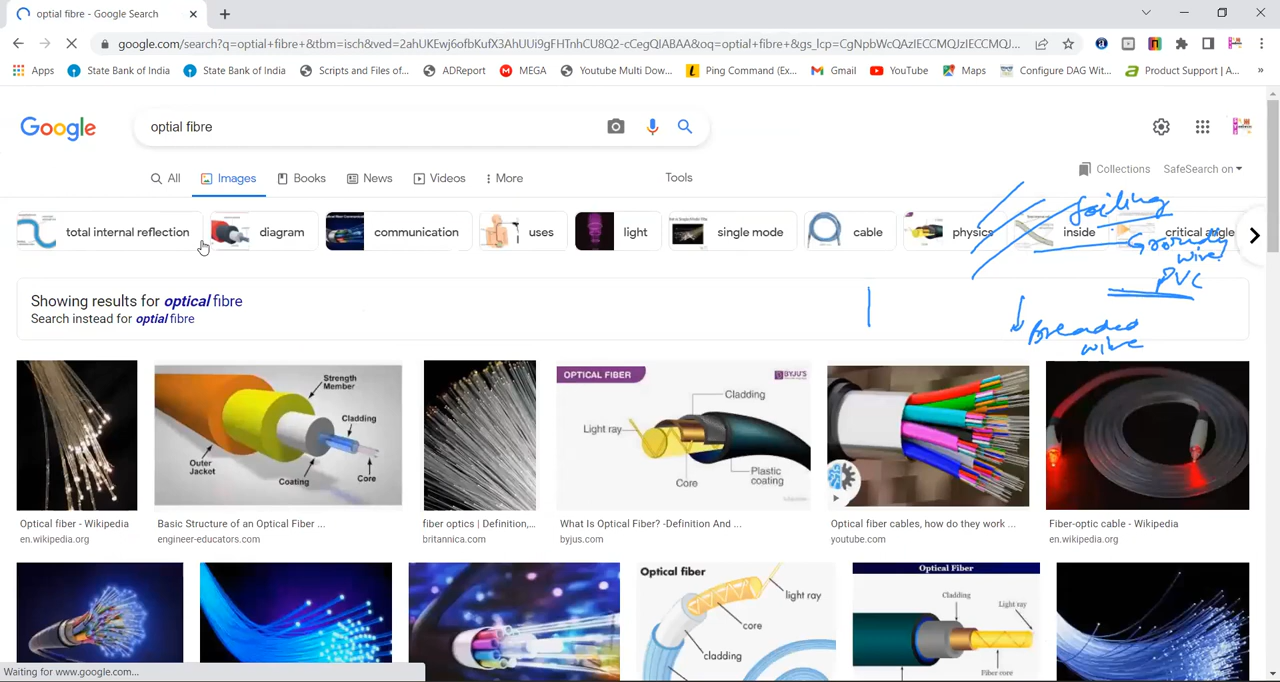 optial fibre - Google Search
google.com/search?q=optial+fibre+&tbm=isch&ved=2ahUKEwj6ofbKufX3AhUUi9gFHTnhCU8Q2-cCegQIABAA&oq=optial+fibre+&gs_lcp=CgNpbWcQAzIECCMQJzIECCMQJ...
Apps State Bank of India State Bank of India Scripts and Files of... ADReport MEGA Youtube Multi Dow... Ping Command (Ex... Gmail YouTube Maps Configure DAG Wit... Product Support | A... »
Google optial fibre
All Images Books News Videos More Tools Collections SafeSearch on
total internal reflection diagram communication uses light single mode cable physics inside critical angle
foiling
Grounding
wire
PVC
Showing results for optical fibre
Search instead for optial fibre
Breaded
wire
Strength
Member
Cladding
Outer
Jacket
Coating
Core
OPTICAL FIBER BYJU'S
Cladding
Light ray
Core
Plastic
coating
Optical fiber - Wikipedia
en.wikipedia.org
Basic Structure of an Optical Fiber ...
engineer-educators.com
fiber optics | Definition,...
britannica.com
What Is Optical Fiber? -Definition And ...
byjus.com
Optical fiber cables, how do they work ...
youtube.com
Fiber-optic cable - Wikipedia
en.wikipedia.org
Optical fiber
light ray
core
cladding
Optical Fiber
Cladding
Light ray
Fiber core
Waiting for www.google.com...